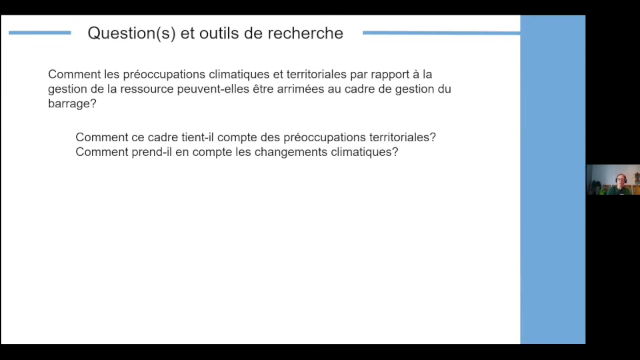 Question(s) et outils de recherche
Comment les préoccupations climatiques et territoriales par rapport à la
gestion de la ressource peuvent-elles être arrimées au cadre de gestion du
barrage?
Comment ce cadre tient-il compte des préoccupations territoriales?
Comment prend-il en compte les changements climatiques?